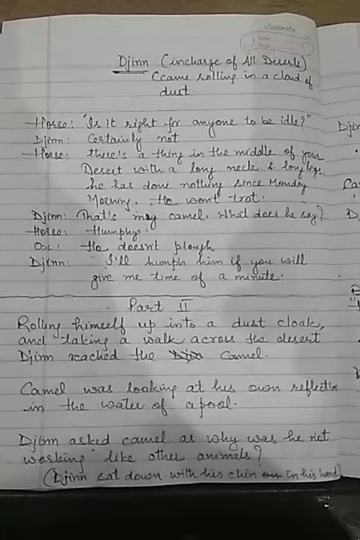 classmate
Date
Page
Djinn (incharge of All Deserts)
(came rolling in a cloud of
dust
- Horse: "Is it right for anyone to be idle?"
Djinn: Certainly not
- Horse: there's a thing in the middle of your
Desert with a long neck & long legs
he has done nothing since Monday
Morning. He won't trot.
Djinn: That's my camel. What does he say?
Horse: Humph!
Ox: He doesn't plough
Djinn: "I'll humph him if you will
give me time of a minute.
Part II
Rolling himself up into a dust cloak,
and taking a walk across the desert
Djinn reached the camel.
Camel was looking at his own reflection
in the water of a pool.
Djinn asked camel as why was he not
working like other animals?
(Djinn sat down with his chin on in his hand)